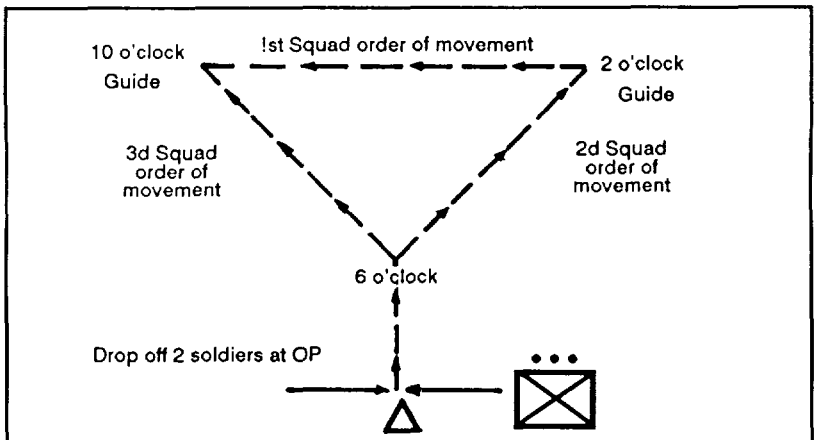 !st Squad order of movement
10 o'clock
Guide
2 o'clock
Guide
3d Squad
order of
movement
2d Squad
order of
movement
6 o'clock
Drop off 2 soldiers at OP